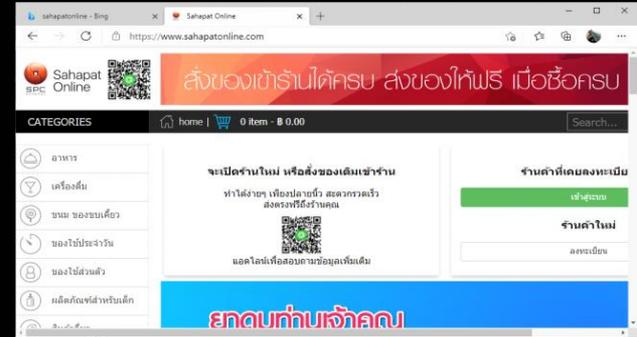 sahapatonline - Bing
Sahapat Online
https://www.sahapatonline.com
SPC
Sahapat
Online
สั่งของเข้าร้านได้ครบ ส่งของให้ฟรี เมื่อซื้อครบ
CATEGORIES
home | 0 item - ฿ 0.00
Search...
อาหาร
เครื่องดื่ม
ขนม ของขบเคี้ยว
ของใช้ประจำวัน
ของใช้ส่วนตัว
ผลิตภัณฑ์สำหรับเด็ก
จะเปิดร้านใหม่ หรือสั่งของเติมเข้าร้าน
ทำได้ง่ายๆ เพียงปลายนิ้ว สะดวกรวดเร็ว
ส่งตรงฟรีถึงร้านคุณ
แอดไลน์เพื่อสอบถามข้อมูลเพิ่มเติม
ร้านค้าที่เคยลงทะเบีย
เข้าสู่ระบบ
ร้านค้าใหม่
ลงทะเบียน
ยาดมท่านเจ้าคุณ